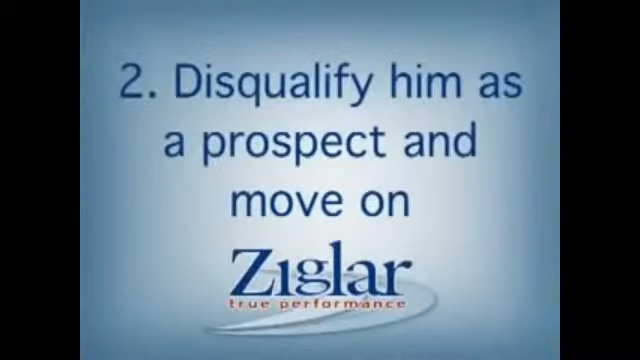 2. Disqualify him as
a prospect and
move on
Ziglar
true performance